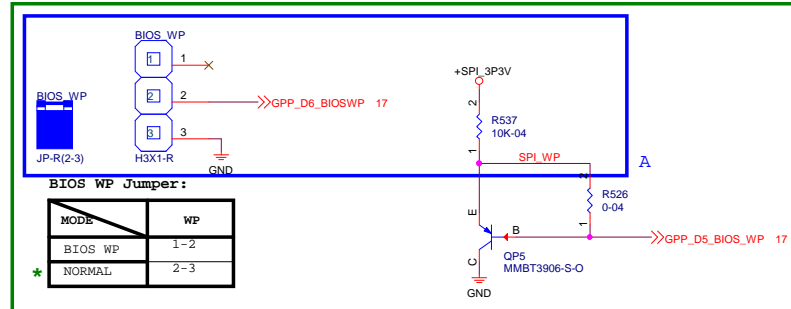 BIOS_WP
1
1
2
2
GPP_D6_BIOSWP 17
3
3
H3X1-R
GND
BIOS_WP
JP-R(2-3)
+SPI_3P3V
2
R537
10K-04
1
SPI_WP
A
2
R526
0-04
1
E
B
C
QP5
MMBT3906-S-O
GND
GPP_D5_BIOS_WP 17
BIOS WP Jumper:
MODE WP
BIOS WP 1-2
* NORMAL 2-3